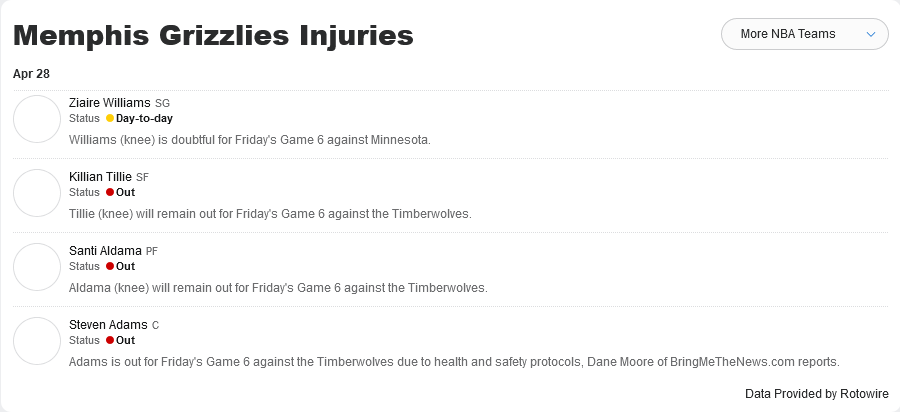 Memphis Grizzlies Injuries
More NBA Teams
Apr 28
Ziaire Williams SG
Status Day-to-day
Williams (knee) is doubtful for Friday's Game 6 against Minnesota.
Killian Tillie SF
Status Out
Tillie (knee) will remain out for Friday's Game 6 against the Timberwolves.
Santi Aldama PF
Status Out
Aldama (knee) will remain out for Friday's Game 6 against the Timberwolves.
Steven Adams C
Status Out
Adams is out for Friday's Game 6 against the Timberwolves due to health and safety protocols, Dane Moore of BringMeTheNews.com reports.
Data Provided by Rotowire